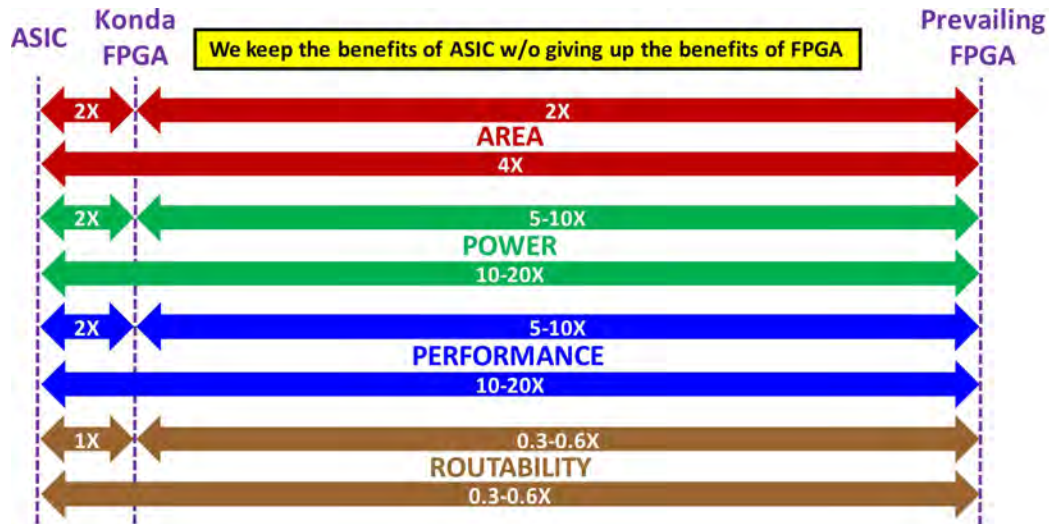 ASIC
Konda
FPGA
We keep the benefits of ASIC w/o giving up the benefits of FPGA
Prevailing
FPGA
2X
2X
AREA
4X
2X
5-10X
POWER
10-20X
2X
5-10X
PERFORMANCE
10-20X
1X
0.3-0.6X
ROUTABILITY
0.3-0.6X